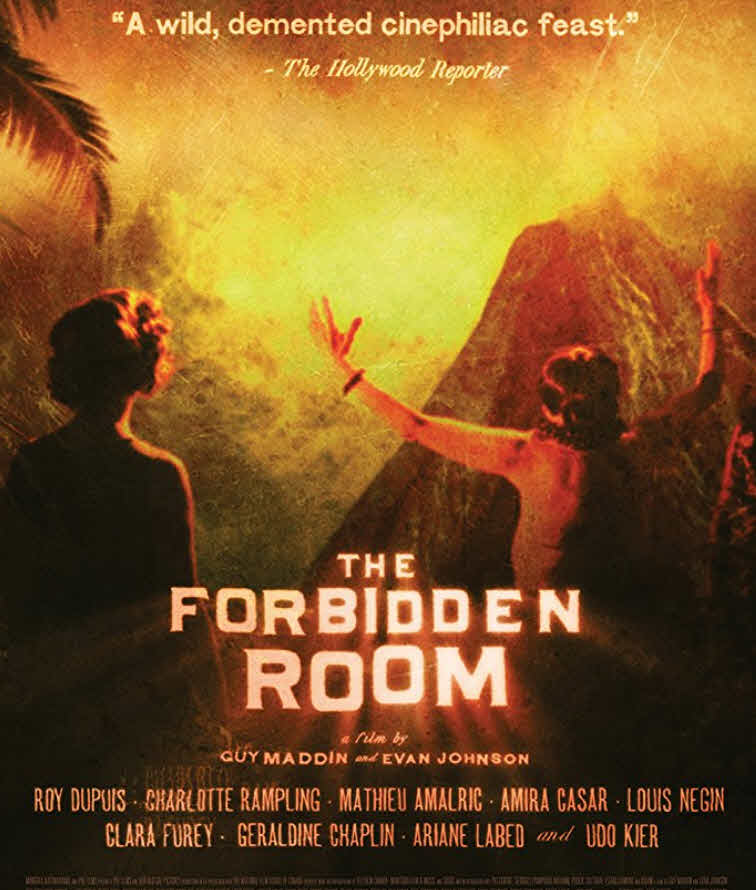 “A wild, demented cinephiliac feast.”
- The Hollywood Reporter
THE
FORBIDDEN
ROOM
a film by
GUY MADDIN and EVAN JOHNSON
ROY DUPUIS · CHARLOTTE RAMPLING · MATHIEU AMALRIC · AMIRA CASAR · LOUIS NEGIN
CLARA FUREY · GERALDINE CHAPLIN · ARIANE LABED and UDO KIER